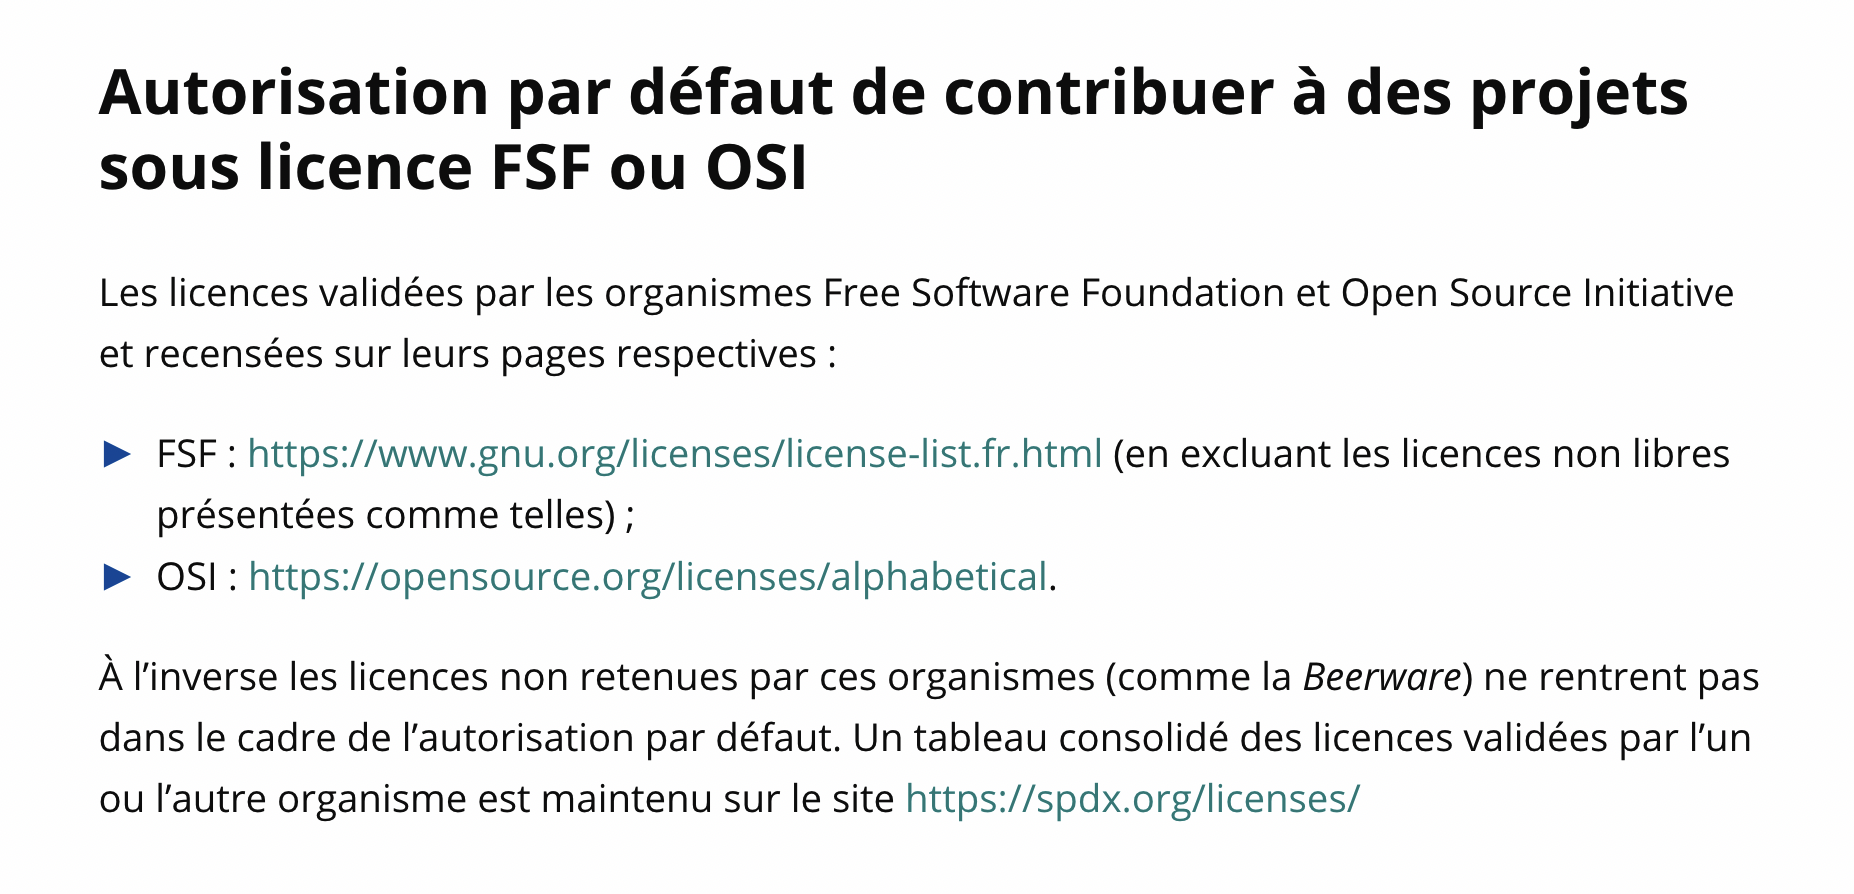 Autorisation par défaut de contribuer à des projets
sous licence FSF ou OSI
Les licences validées par les organismes Free Software Foundation et Open Source Initiative
et recensées sur leurs pages respectives :
► FSF : https://www.gnu.org/licenses/license-list.fr.html (en excluant les licences non libres
présentées comme telles) ;
► OSI : https://opensource.org/licenses/alphabetical.
À l’inverse les licences non retenues par ces organismes (comme la Beerware) ne rentrent pas
dans le cadre de l’autorisation par défaut. Un tableau consolidé des licences validées par l’un
ou l’autre organisme est maintenu sur le site https://spdx.org/licenses/